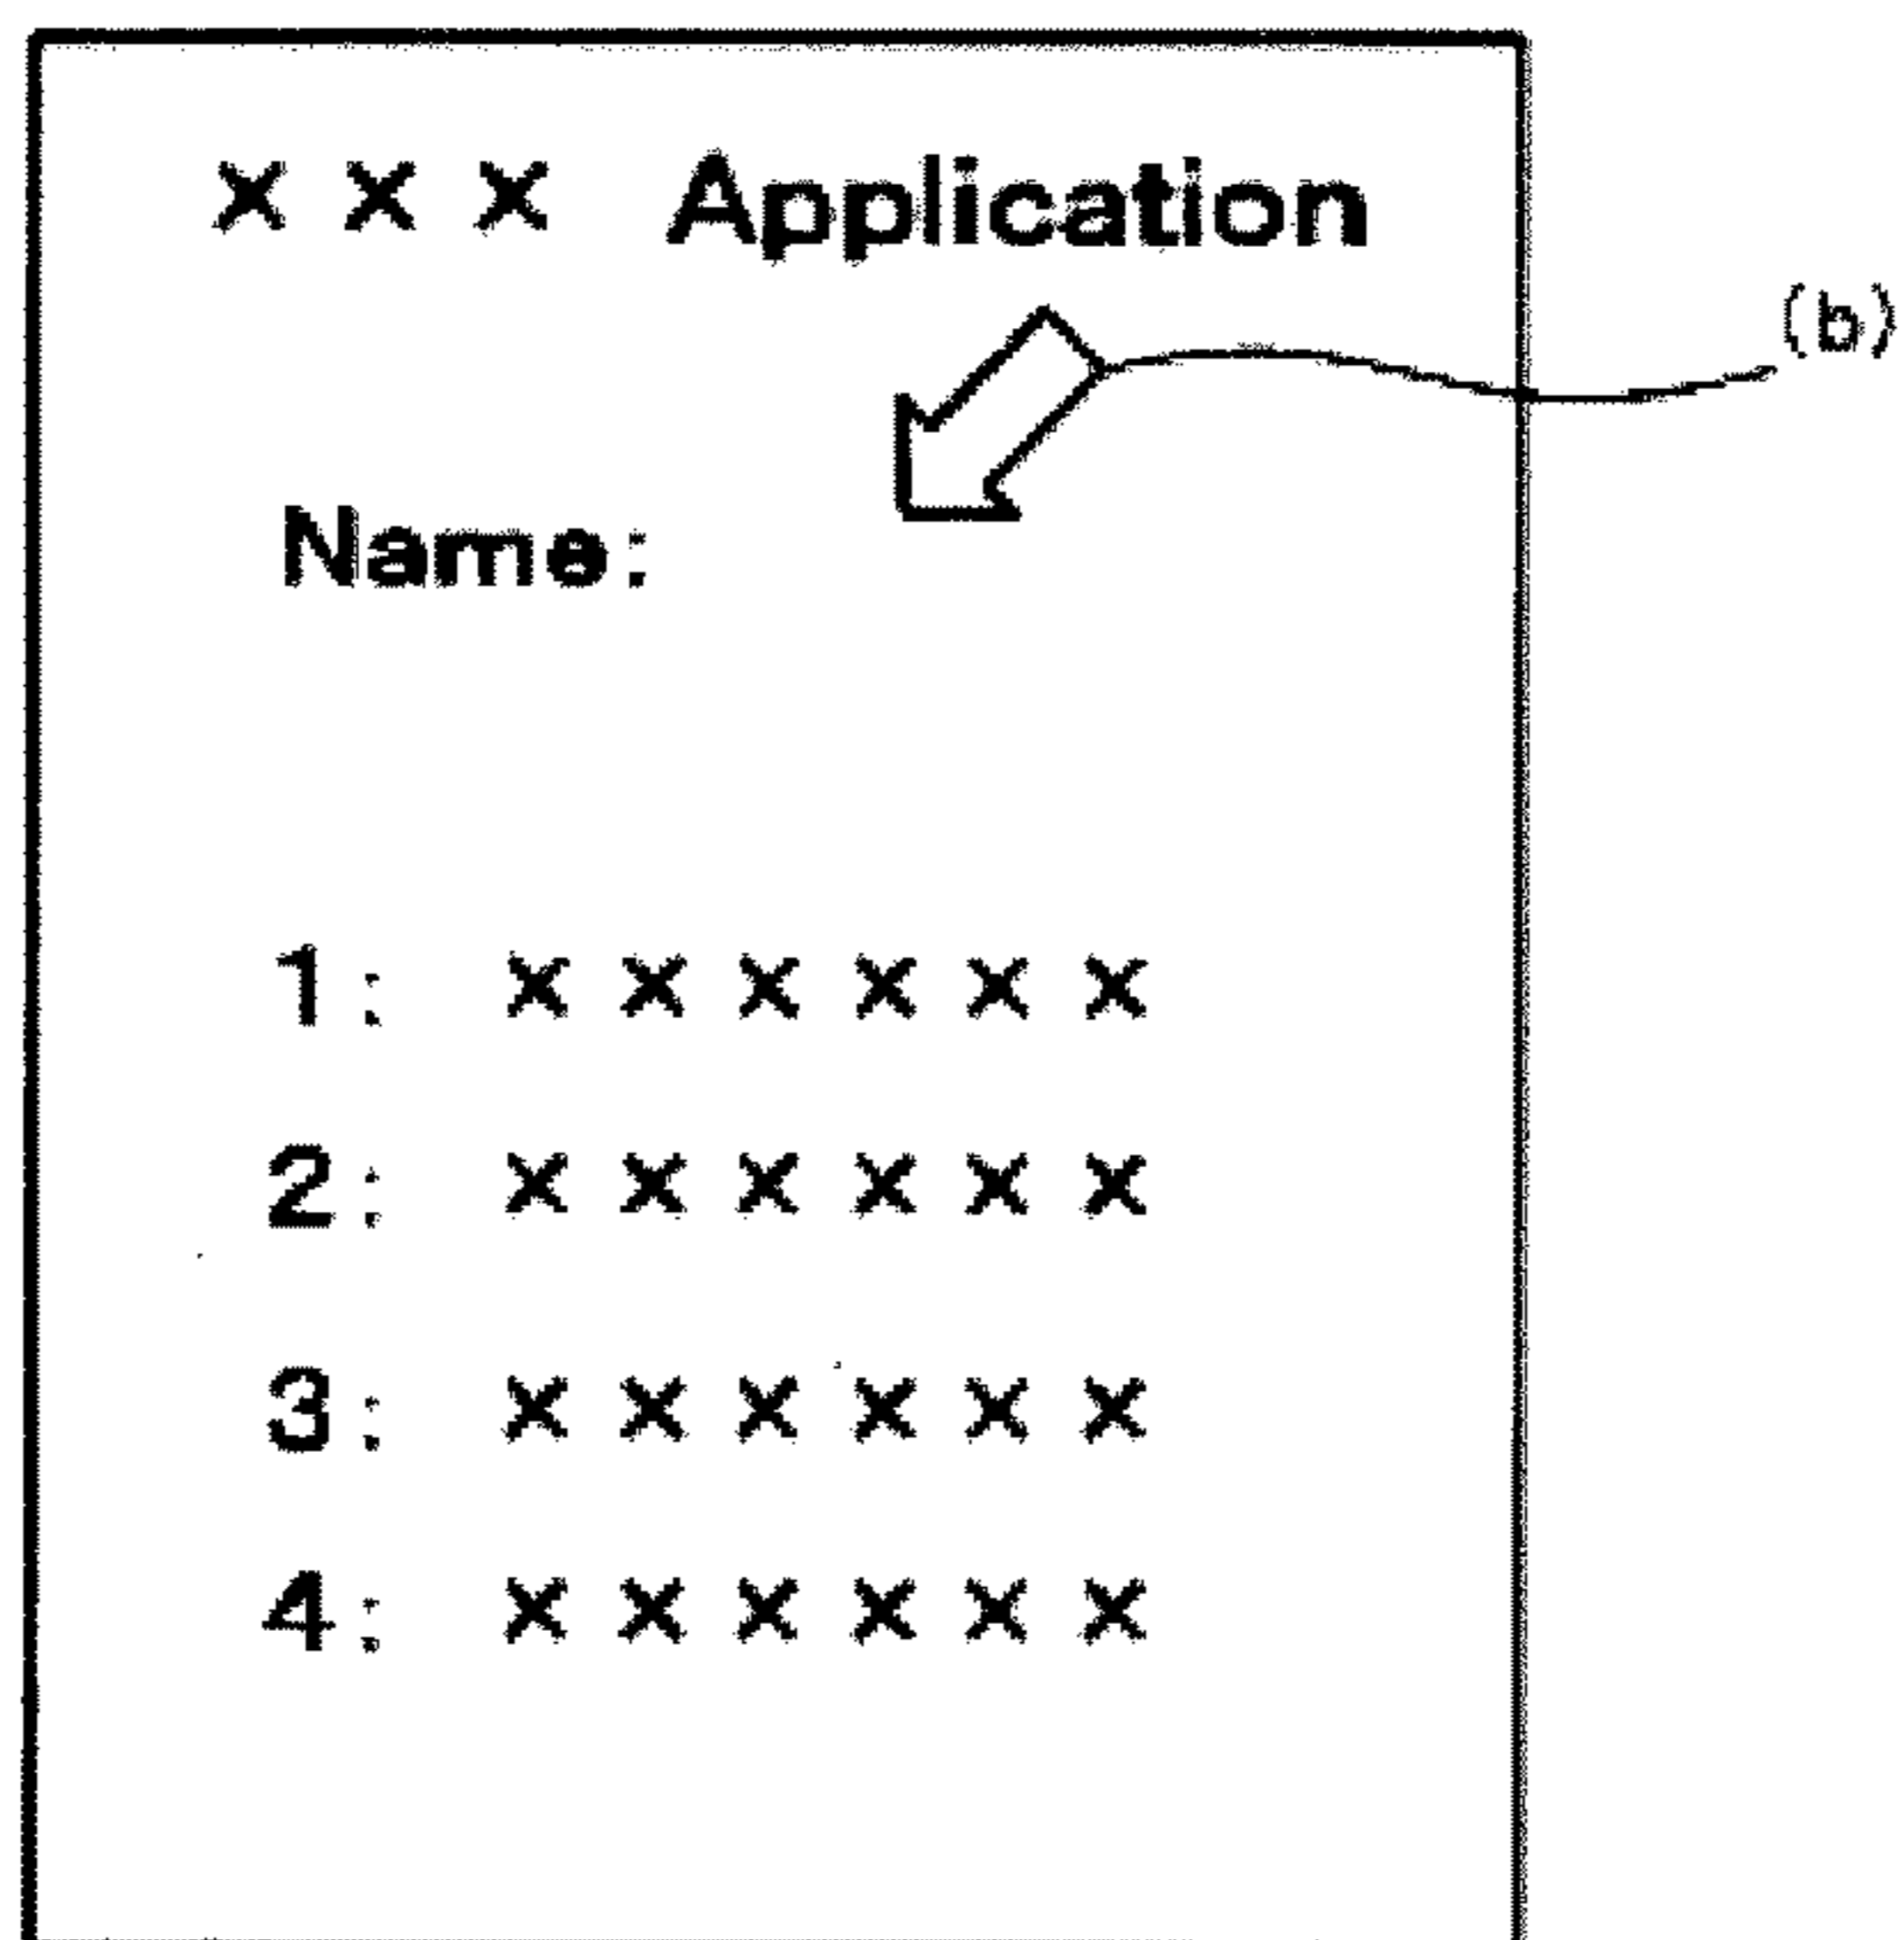 × × × Application
(b)
Name:
1: × × × × × ×
2: × × × × × ×
3: × × × × × ×
4: × × × × × ×